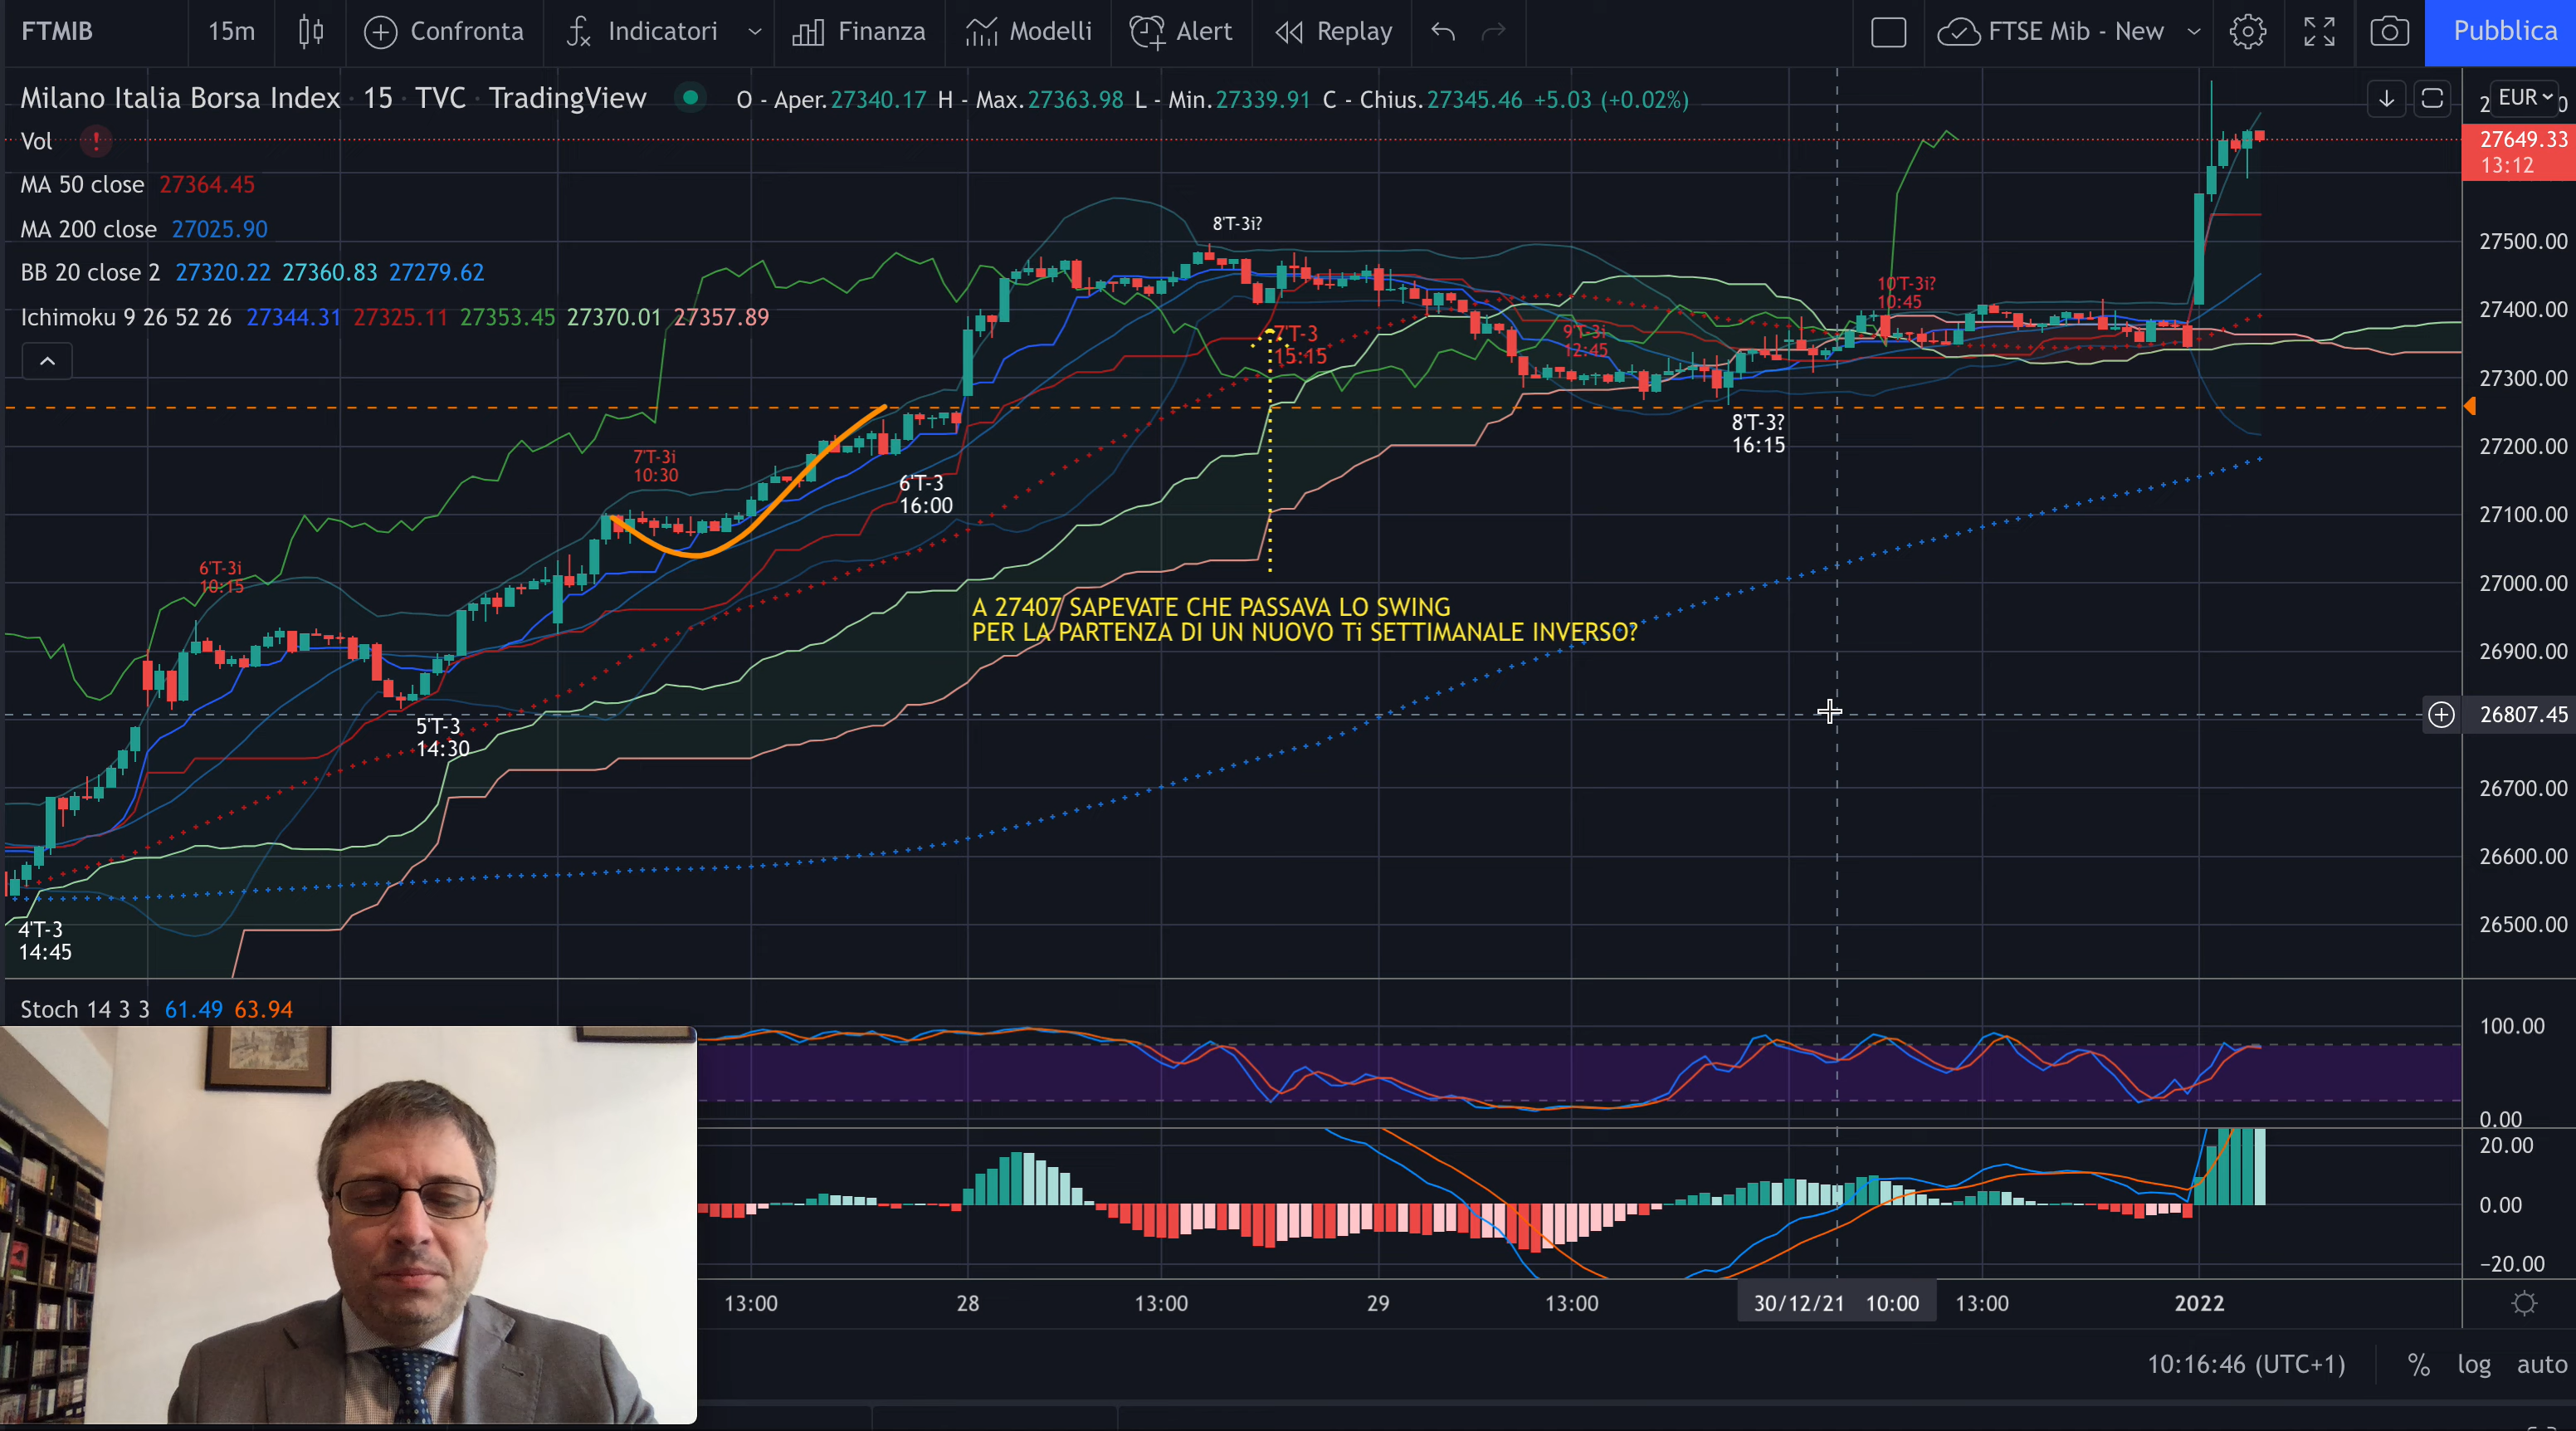 FTMIB 15m Confronta Indicatori Finanza Modelli Alert Replay FTSE Mib - New Pubblica
Milano Italia Borsa Index · 15 · TVC · TradingView O - Aper.27340.17 H - Max.27363.98 L - Min.27339.91 C - Chius.27345.46 +5.03 (+0.02%)
EUR
Vol !
27649.33
13:12
MA 50 close 27364.45
MA 200 close 27025.90
BB 20 close 2 27320.22 27360.83 27279.62
Ichimoku 9 26 52 26 27344.31 27325.11 27353.45 27370.01 27357.89
8'T-3i?
27500.00
10'T-3i?
10:45
27400.00
7'T-3
15:15
9'T-3i
12:45
27300.00
8'T-3?
16:15
27200.00
7'T-3i
10:30
6'T-3
16:00
27100.00
6'T-3i
10:15
27000.00
A 27407 SAPEVATE CHE PASSAVA LO SWING
PER LA PARTENZA DI UN NUOVO Ti SETTIMANALE INVERSO?
26900.00
26807.45
5'T-3
14:30
26700.00
26600.00
4'T-3
14:45
26500.00
Stoch 14 3 3 61.49 63.94
100.00
0.00
20.00
0.00
−20.00
13:00 28 13:00 29 13:00 30/12/21 10:00 13:00 2022
10:16:46 (UTC+1) % log auto